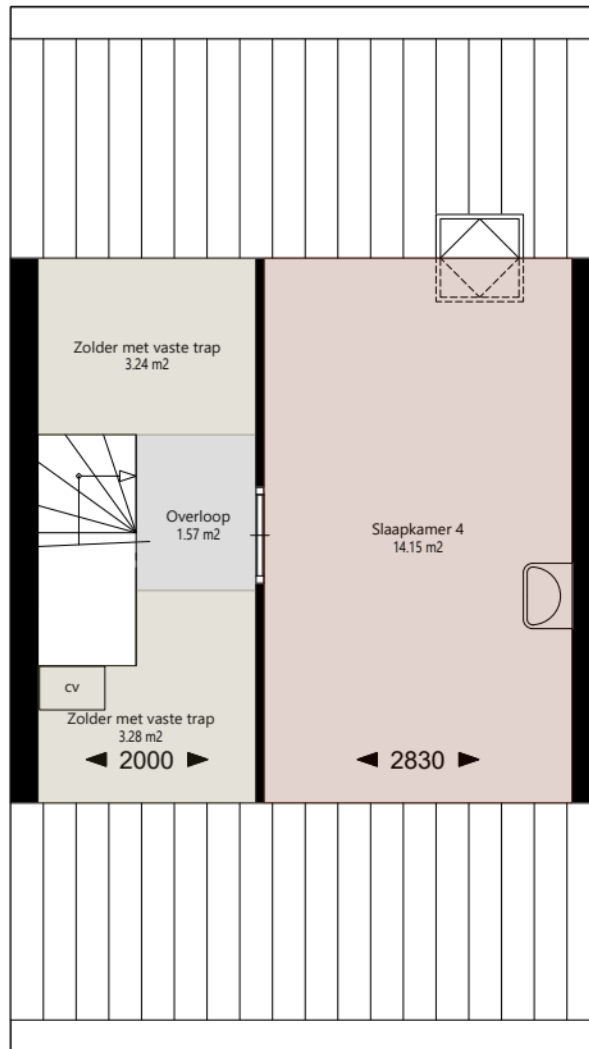 Zolder met vaste trap
3.24 m2
Overloop
1.57 m2
Slaapkamer 4
14.15 m2
cv
Zolder met vaste trap
3.28 m2
2000
2830